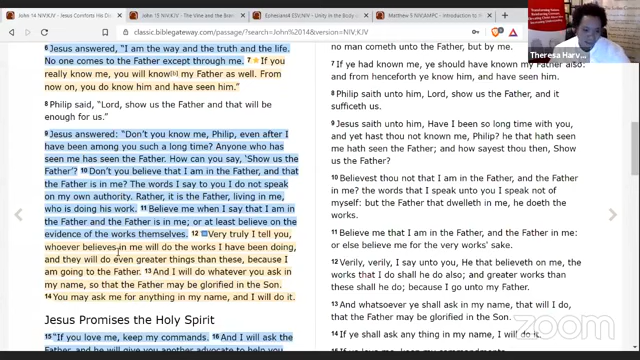 John 14 NIV;KJV - Jesus Comforts His D
John 15 NIV;KJV - The Vine and the Bran
Ephesians4 ESV;NIV - Unity in the Body
Matthew 5 NIV;AMPC - Introduction to th
classic.biblegateway.com/passage/?search=John+14&version=NIV;KJV
Theresa Harv...
6 Jesus answered, “I am the way and the truth and the life.
No one comes to the Father except through me. 7 If you
really know me, you will know[b] my Father as well. From
now on, you do know him and have seen him.”
8 Philip said, “Lord, show us the Father and that will be
enough for us.”
9 Jesus answered: “Don’t you know me, Philip, even after I
have been among you such a long time? Anyone who
has seen me has seen the Father. How can you say, ‘Show us the
Father’? 10 Don’t you believe that I am in the Father, and that
the Father is in me? The words I say to you I do not speak
on my own authority. Rather, it is the Father, living in me,
who is doing his work. 11 Believe me when I say that I am in
the Father and the Father is in me; or at least believe on the
evidence of the works themselves. 12 Very truly I tell you,
whoever believes in me will do the works I have been doing,
and they will do even greater things than these, because I
am going to the Father. 13 And I will do whatever you ask in
my name, so that the Father may be glorified in the Son.
14 You may ask me for anything in my name, and I will do it.
Jesus Promises the Holy Spirit
15 “If you love me, keep my commands. 16 And I will ask the
Father, and he will give you another advocate to help you
no man cometh unto the Father, but by me.
7 If ye had known me, ye should have known my Father also:
and from henceforth ye know him, and have seen him.
8 Philip saith unto him, Lord, show us the Father, and it
sufficeth us.
9 Jesus saith unto him, Have I been so long time with you,
and yet hast thou not known me, Philip? he that hath seen
me hath seen the Father; and how sayest thou then, Show
us the Father?
10 Believest thou not that I am in the Father, and the Father
in me? the words that I speak unto you I speak not of
myself: but the Father that dwelleth in me, he doeth the
works.
11 Believe me that I am in the Father, and the Father in me:
or else believe me for the very works' sake.
12 Verily, verily, I say unto you, He that believeth on me, the
works that I do shall he do also; and greater works than
these shall he do; because I go unto my Father.
13 And whatsoever ye shall ask in my name, that will I do,
that the Father may be glorified in the Son.
14 If ye shall ask any thing in my name, I will do it.
15 If ye love me, keep my commandments.
zoom